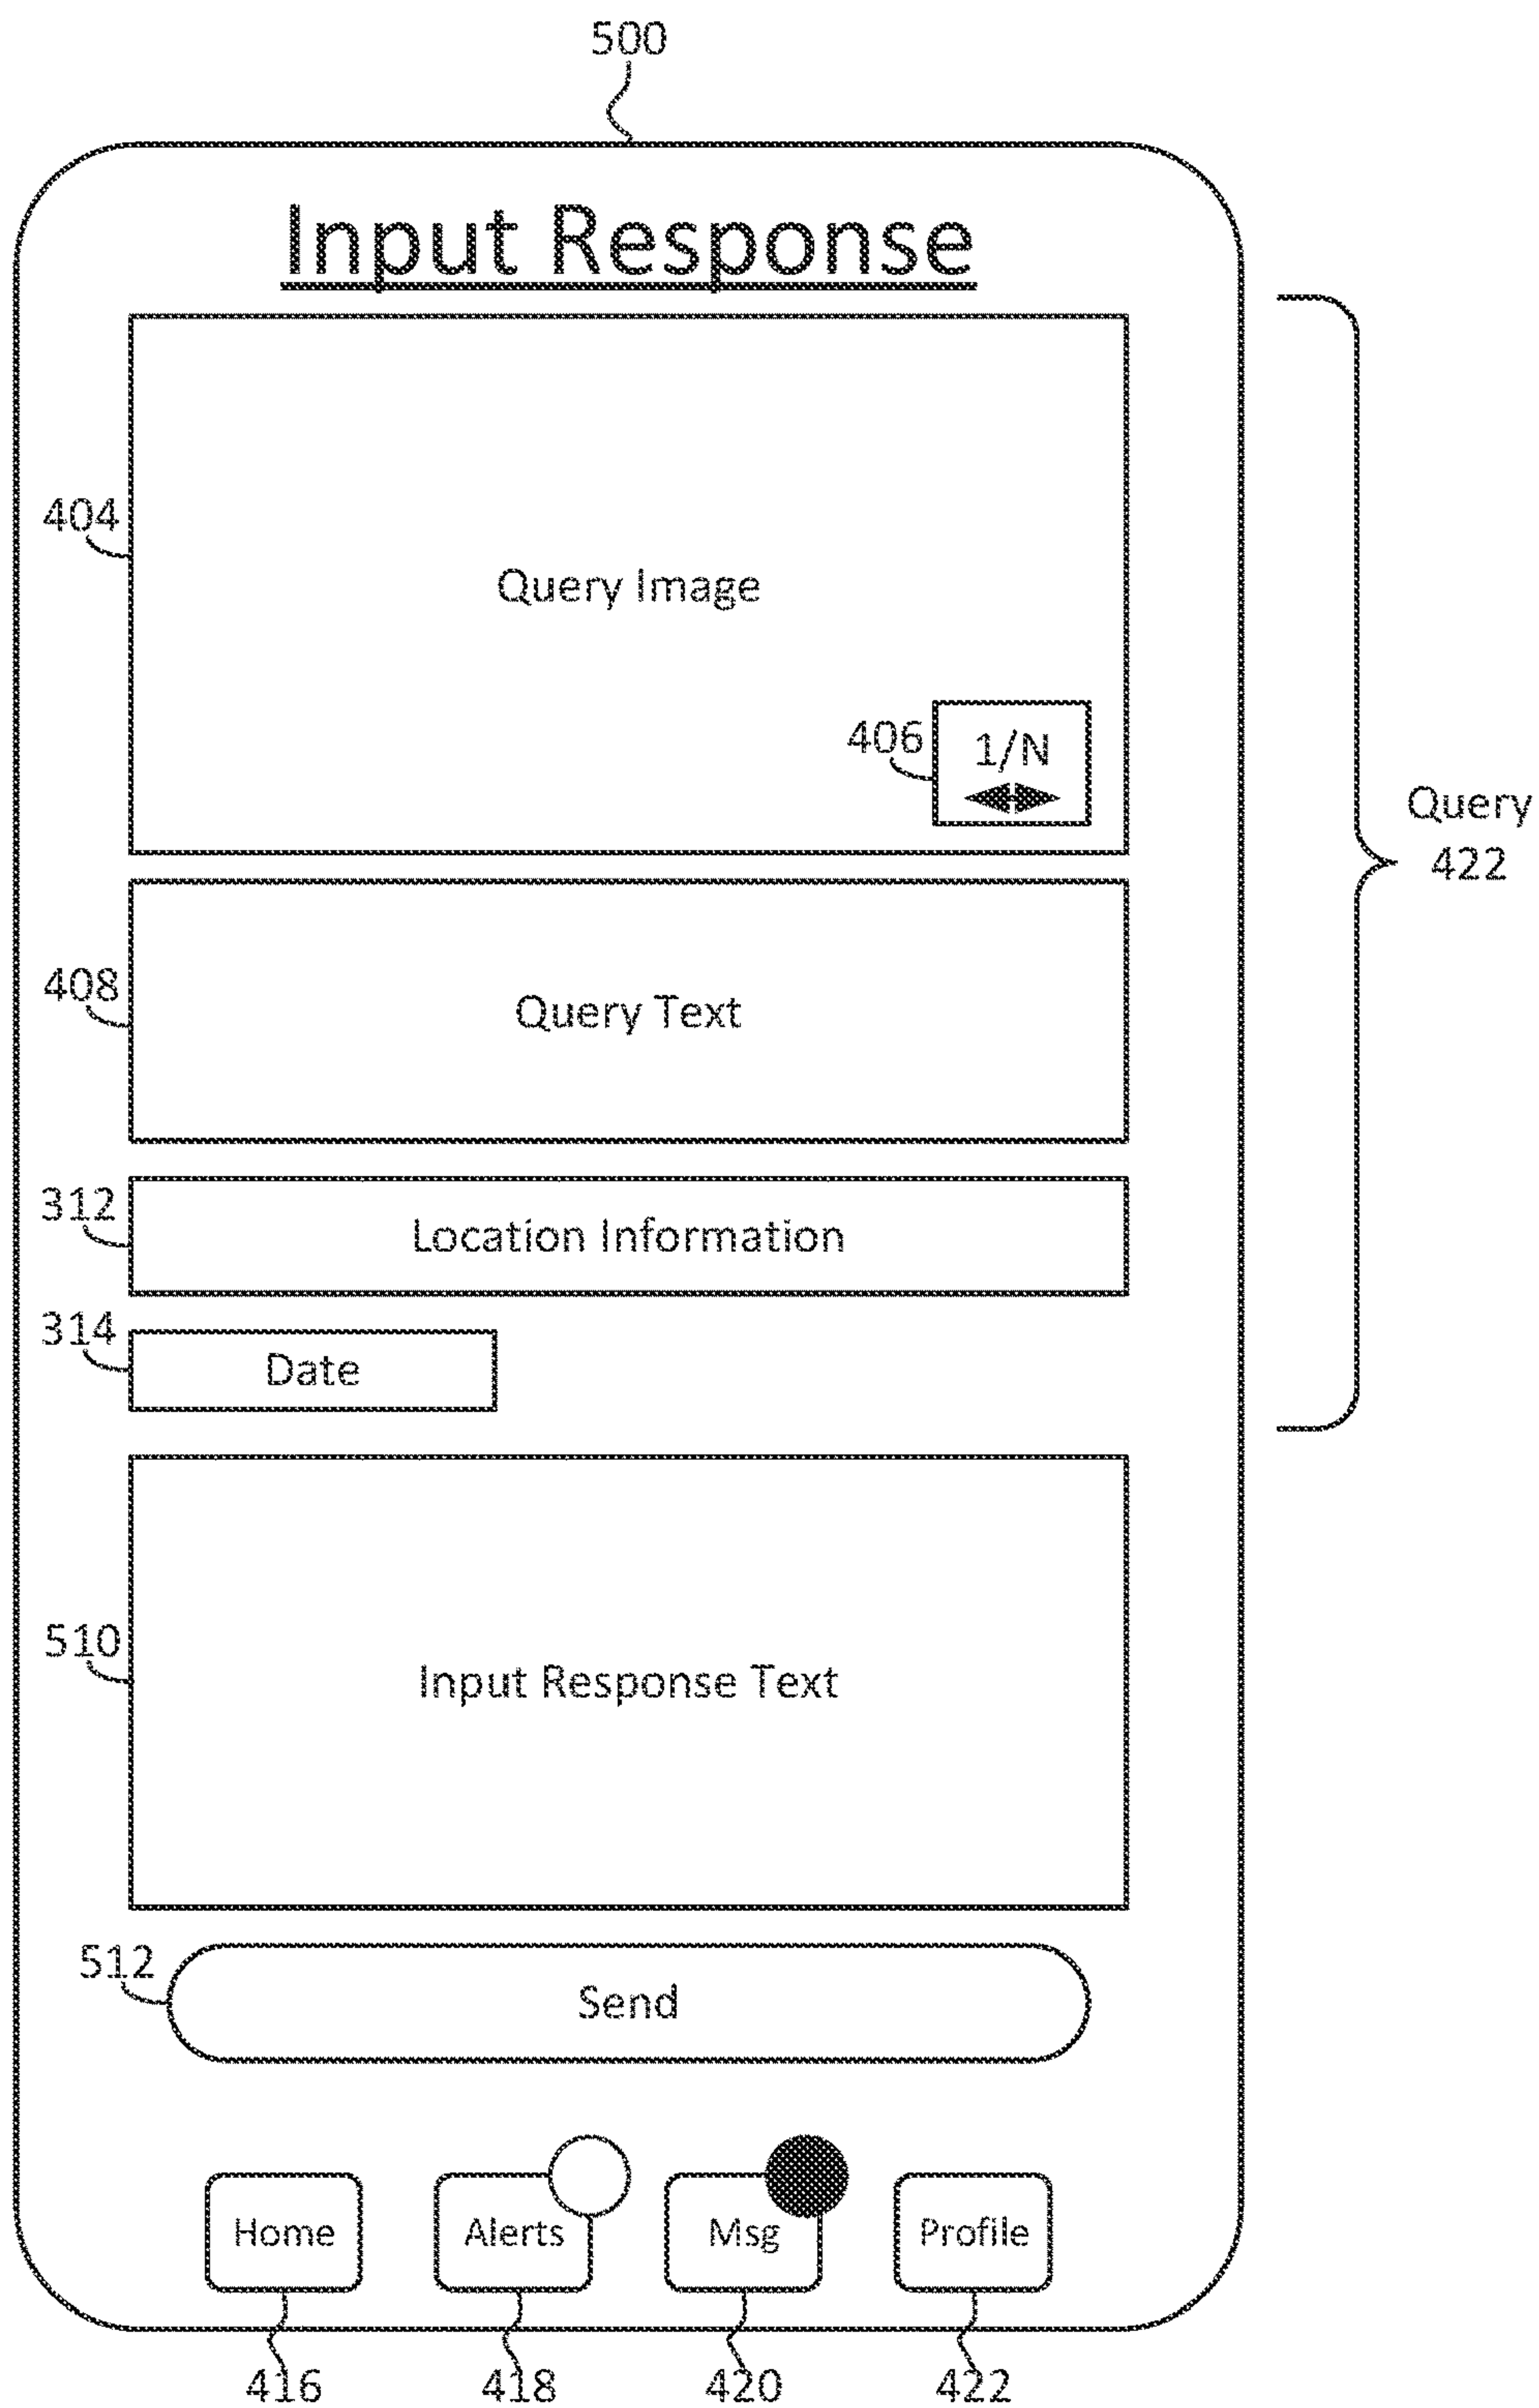 500
Input Response
404
Query Image
406
1/N
Query
422
408
Query Text
312
Location Information
314
Date
510
Input Response Text
512
Send
Home
Alerts
Msg
Profile
416
418
420
422